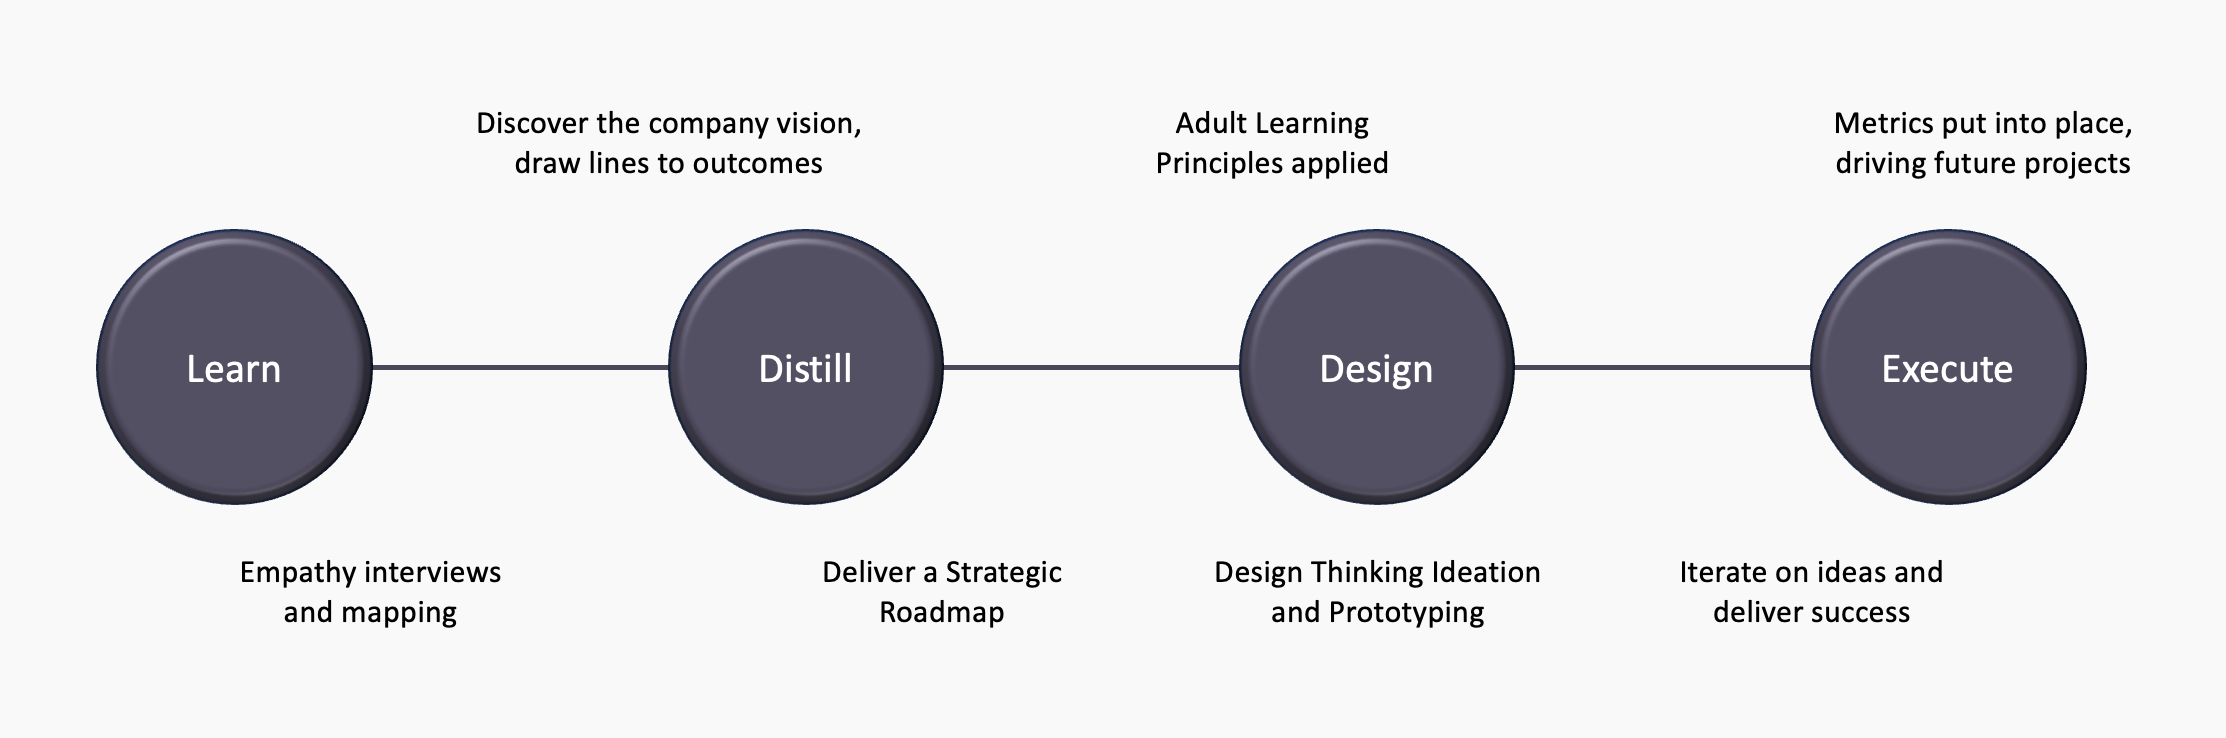 Discover the company vision,
draw lines to outcomes
Adult Learning
Principles applied
Metrics put into place,
driving future projects
Learn
Distill
Design
Execute
Empathy interviews
and mapping
Deliver a Strategic
Roadmap
Design Thinking Ideation
and Prototyping
Iterate on ideas and
deliver success